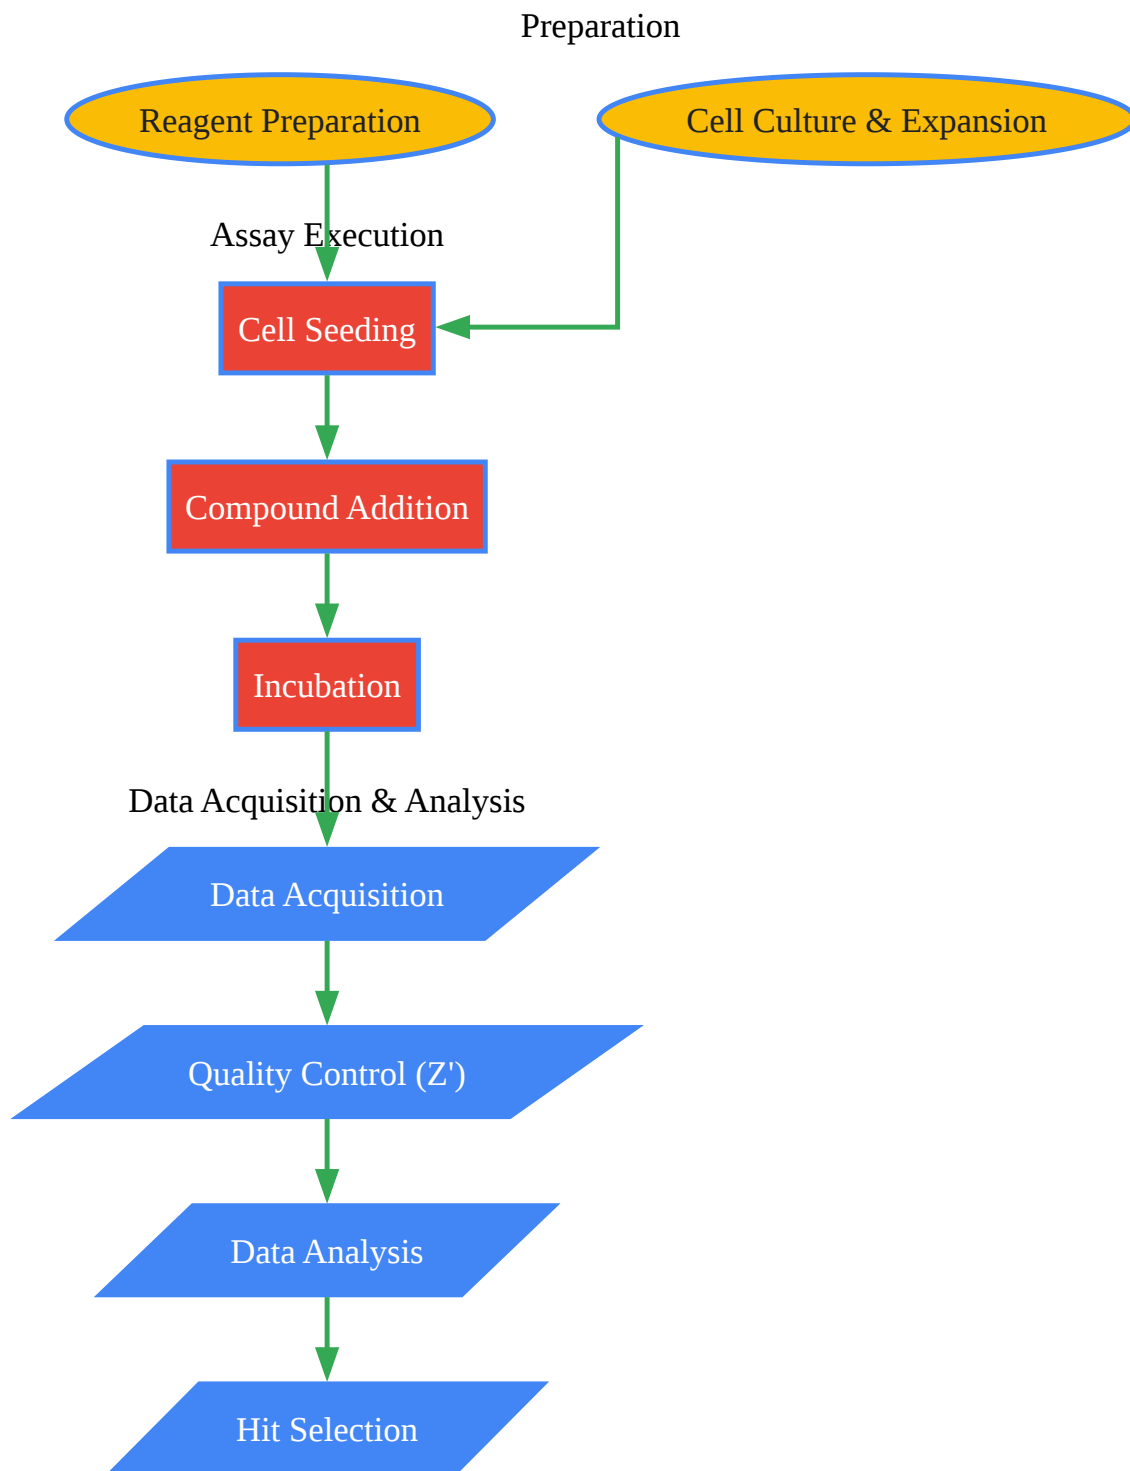 Preparation
Reagent Preparation
Cell Culture & Expansion
Assay Execution
Cell Seeding
Compound Addition
Incubation
Data Acquisition & Analysis
Data Acquisition
Quality Control (Z')
Data Analysis
Hit Selection